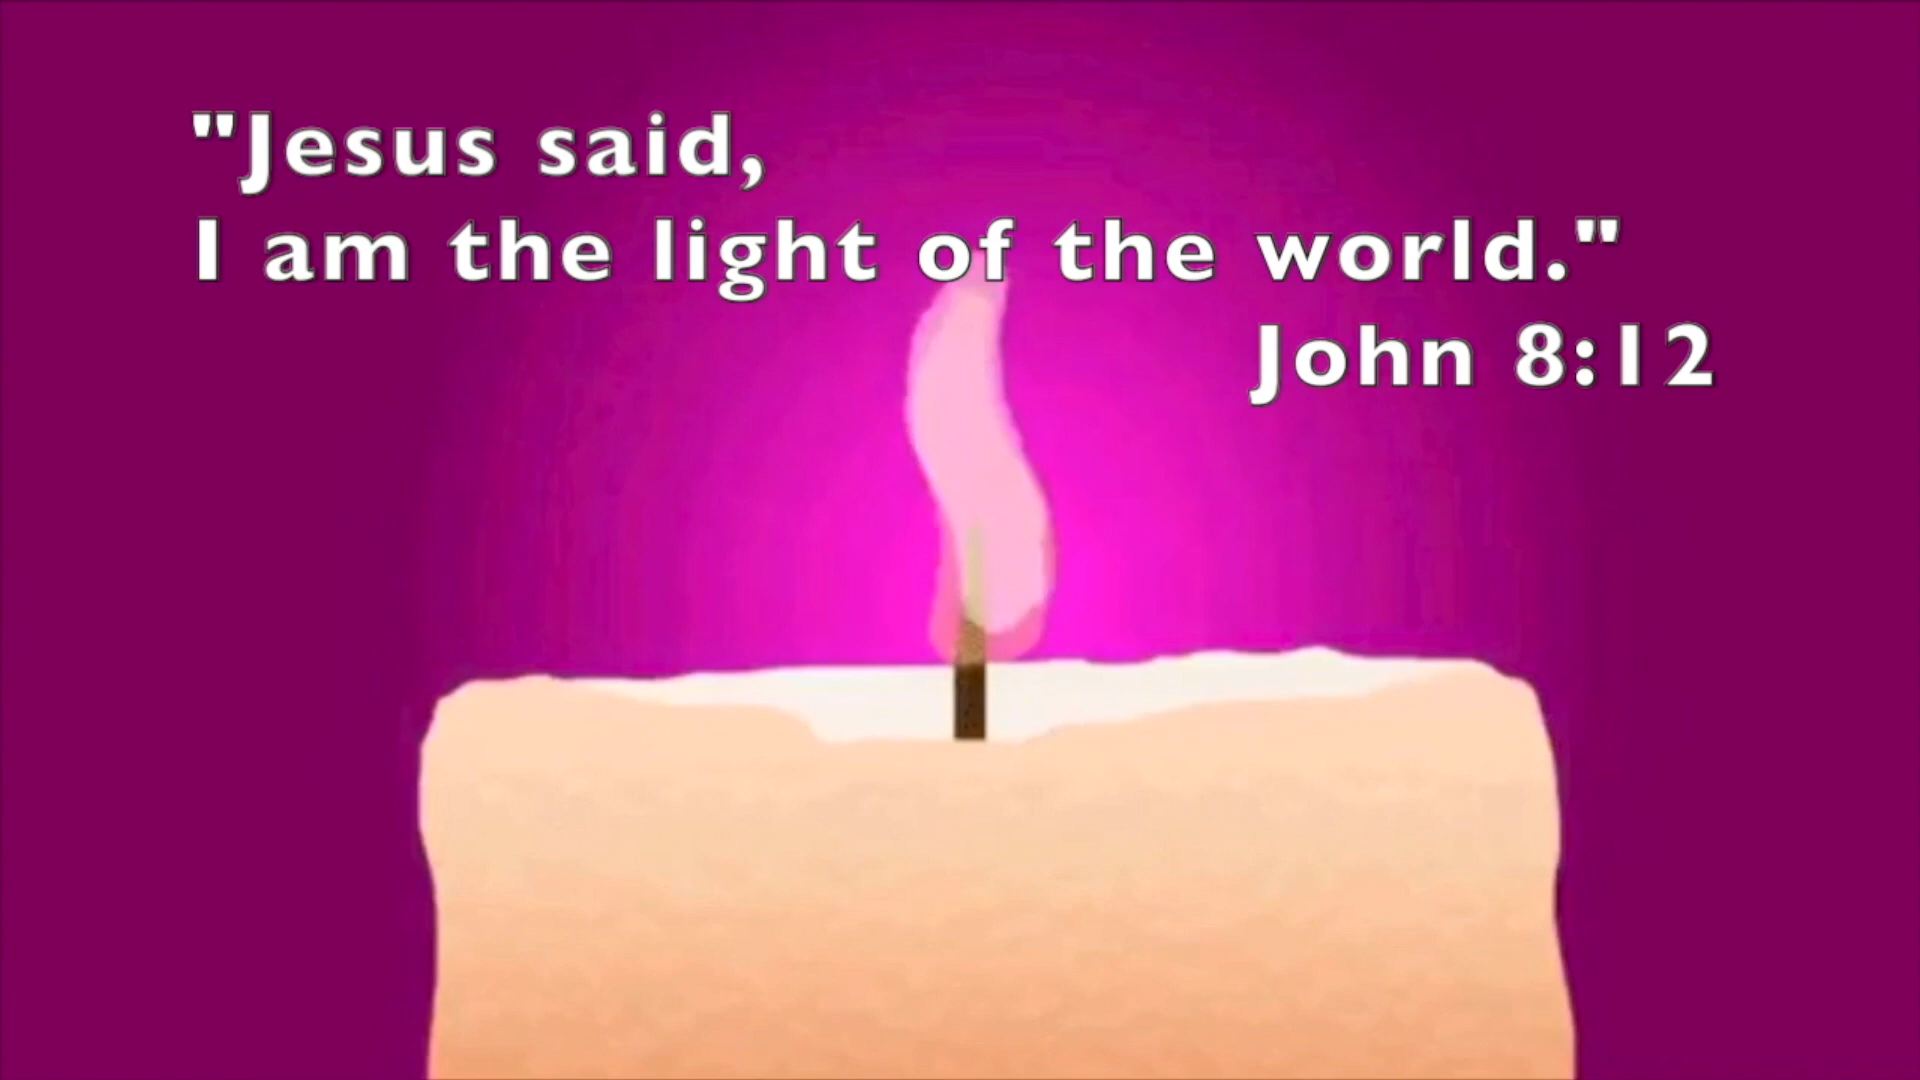 "Jesus said,
I am the light of the world."
John 8:12